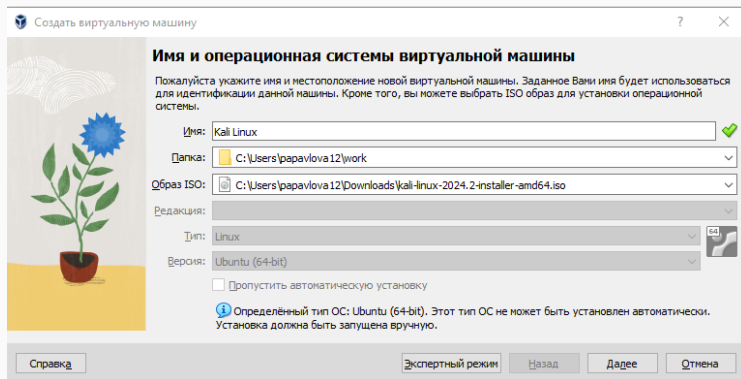 Создать виртуальную машину
?
Имя и операционная системы виртуальной машины
Пожалуйста укажите имя и местоположение новой виртуальной машины. Заданное Вами имя будет использоваться
для идентификации данной машины. Кроме того, вы можете выбрать ISO образ для установки операционной
системы.
Имя: Kali Linux
Папка: C:\Users\papavlova12\work
Образ ISO: C:\Users\papavlova12\Downloads\kali-linux-2024.2-installer-amd64.iso
Редакция:
Тип: Linux
64
Версия: Ubuntu (64-bit)
Пропустить автоматическую установку
Определённый тип ОС: Ubuntu (64-bit). Этот тип ОС не может быть установлен автоматически.
Установка должна быть запущена вручную.
Справка Экспертный режим Назад Далее Отмена